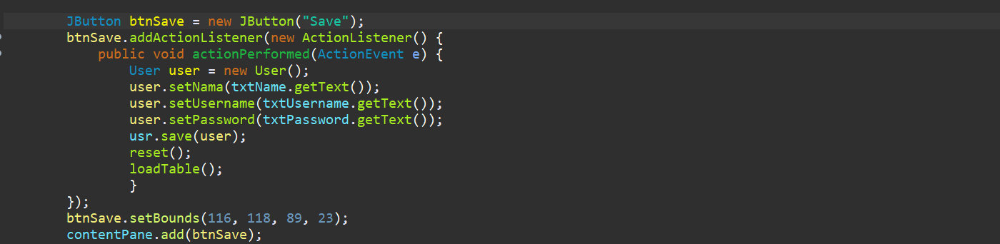 JButton btnSave = new JButton("Save");
btnSave.addActionListener(new ActionListener() {
public void actionPerformed(ActionEvent e) {
User user = new User();
user.setNama(txtName.getText());
user.setUsername(txtUsername.getText());
user.setPassword(txtPassword.getText());
usr.save(user);
reset();
loadTable();
}
});
btnSave.setBounds(116, 118, 89, 23);
contentPane.add(btnSave);